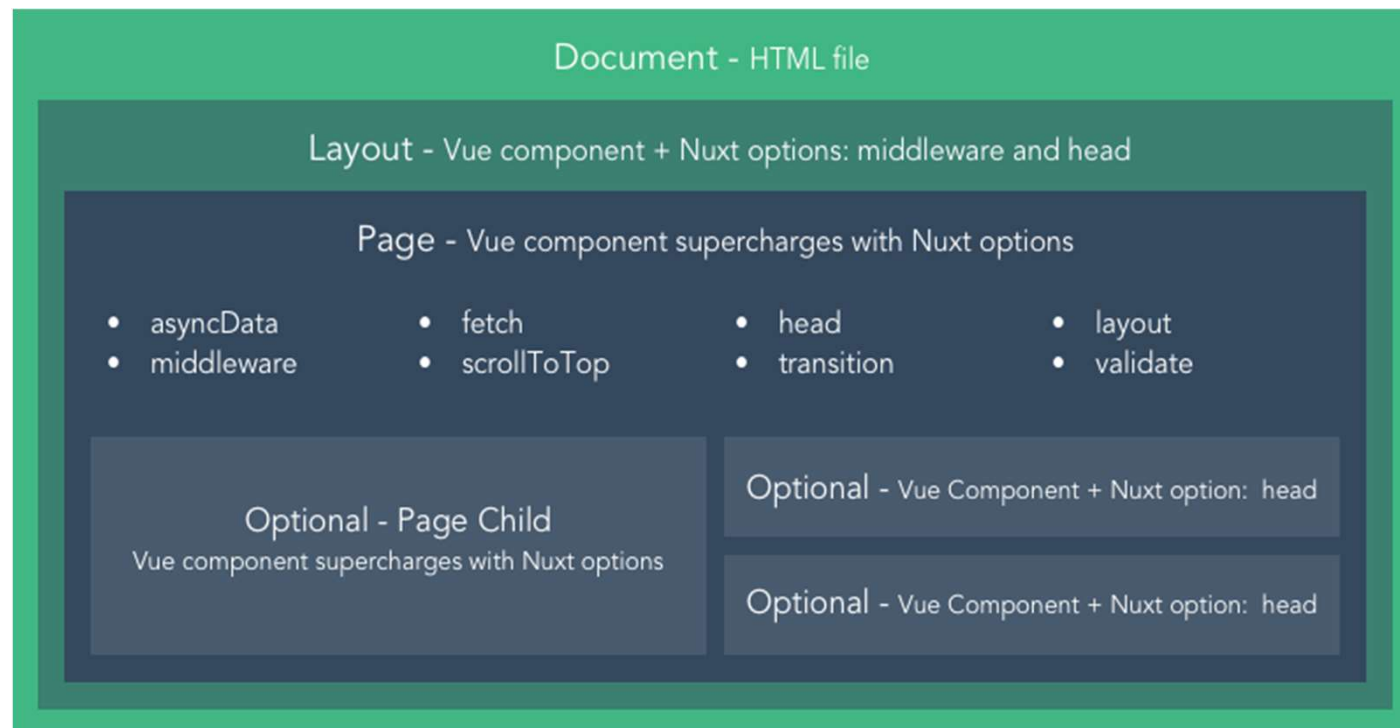 Document - HTML file
Layout - Vue component + Nuxt options: middleware and head
Page - Vue component supercharges with Nuxt options
• asyncData • fetch • head • layout
• middleware • scrollToTop • transition • validate
Optional - Page Child
Vue component supercharges with Nuxt options
Optional - Vue Component + Nuxt option: head
Optional - Vue Component + Nuxt option: head